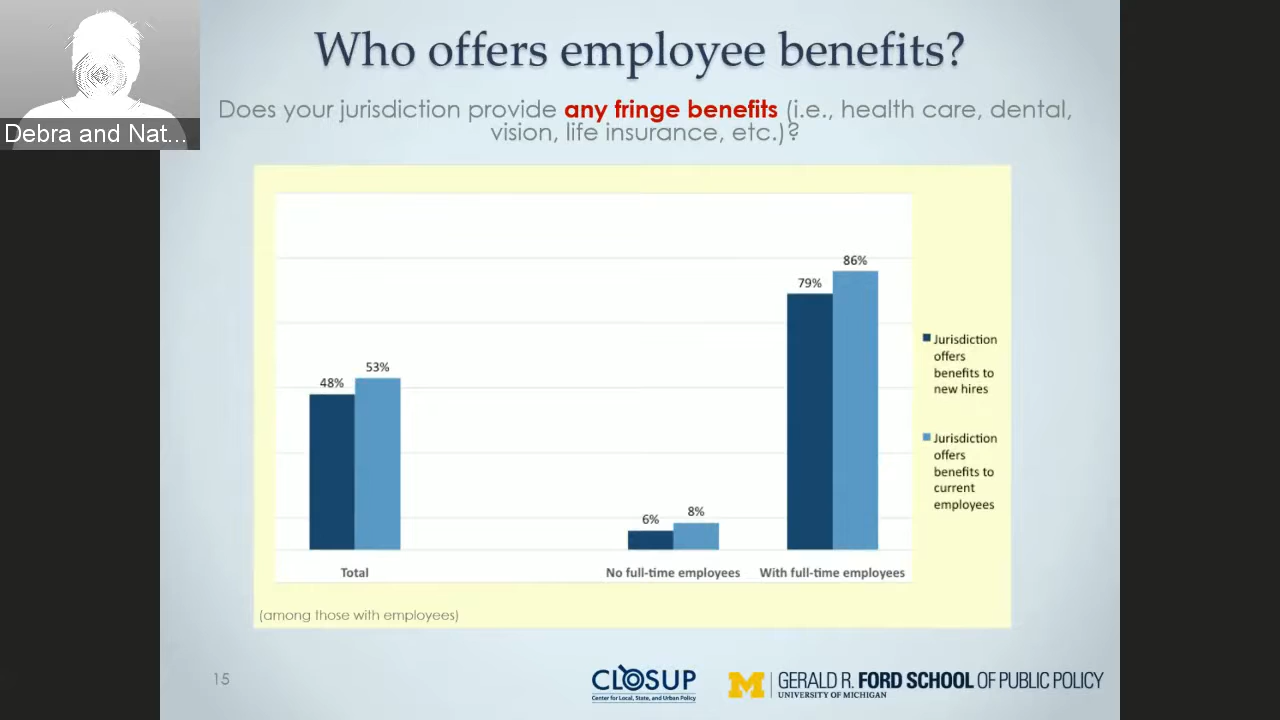 Who offers employee benefits?
Does your jurisdiction provide any fringe benefits (i.e., health care, dental,
vision, life insurance, etc.)?
Debra and Nat...
86%
79%
53%
48%
8%
6%
Total
No full-time employees
With full-time employees
Jurisdiction
offers
benefits to
new hires
Jurisdiction
offers
benefits to
current
employees
(among those with employees)
15
CLOSUP
Center for Local, State, and Urban Policy
M
GERALD R. FORD SCHOOL OF PUBLIC POLICY
UNIVERSITY OF MICHIGAN